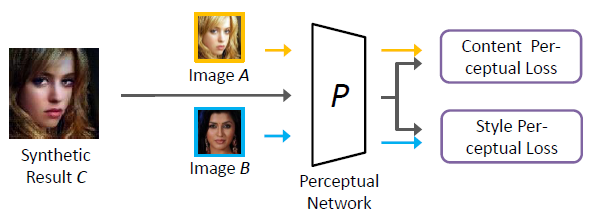 Image A
Synthetic
Result C
Image B
P
Perceptual
Network
Content Per-
ceptual Loss
Style Per-
ceptual Loss